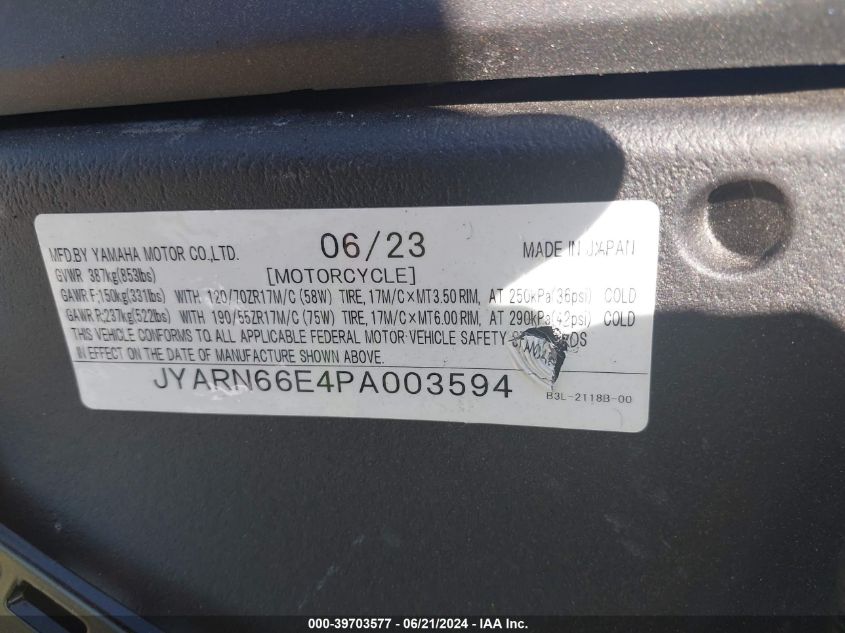 MFD.BY YAMAHA MOTOR CO.,LTD. 06/23 MADE IN JAPAN
GVWR 387kg(853lbs) [MOTORCYCLE]
GAWR F:150kg(331lbs) WITH 120/70ZR17M/C (58W) TIRE, 17M/C×MT3.50 RIM, AT 250kPa(36psi) COLD
GAWR R:237kg(522lbs) WITH 190/55ZR17M/C (75W) TIRE, 17M/C×MT6.00 RIM, AT 290kPa(42psi) COLD
THIS VEHICLE CONFORMS TO ALL APPLICABLE FEDERAL MOTOR VEHICLE SAFETY
IN EFFECT ON THE DATE OF MANUFACTURE SHOWN ABOVE.
JYARN66E4PA003594
B3L-2118B-00
000-39703577 - 06/21/2024 - IAA Inc.